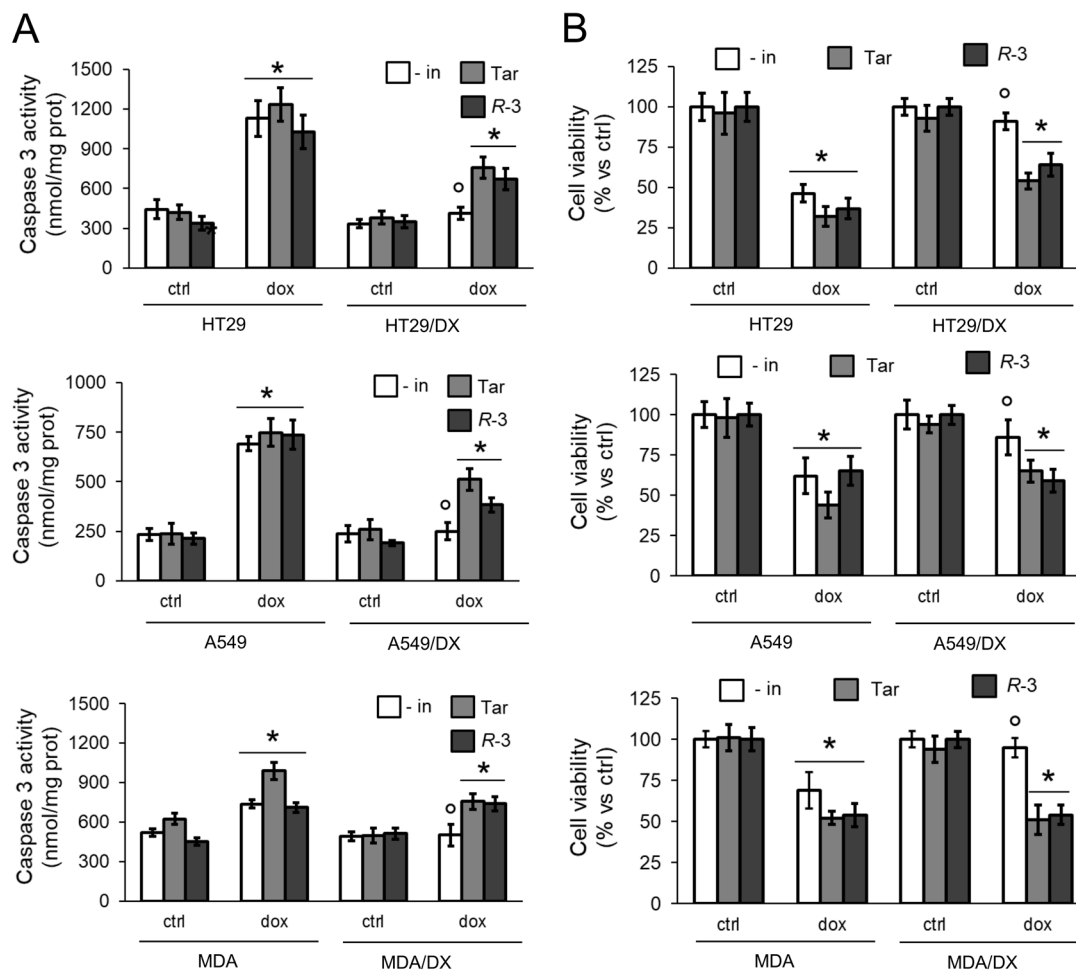 A
Caspase 3 activity
(nmol/mg prot)
1500
1200
900
600
300
0
- in
Tar
R-3
*
*
°
*
ctrl
dox
ctrl
dox
HT29
HT29/DX
Caspase 3 activity
(nmol/mg prot)
1000
750
500
250
0
- in
Tar
R-3
*
*
°
ctrl
dox
ctrl
dox
A549
A549/DX
Caspase 3 activity
(nmol/mg prot)
1500
1200
900
600
300
0
- in
Tar
R-3
*
*
°
ctrl
dox
ctrl
dox
MDA
MDA/DX
B
Cell viability
(% vs ctrl)
125
100
75
50
25
0
- in
Tar
R-3
*
°
*
ctrl
dox
ctrl
dox
HT29
HT29/DX
Cell viability
(% vs ctrl)
125
100
75
50
25
0
- in
Tar
R-3
*
°
*
ctrl
dox
ctrl
dox
A549
A549/DX
Cell viability
(% vs ctrl)
125
100
75
50
25
0
- in
Tar
R-3
*
°
*
ctrl
dox
ctrl
dox
MDA
MDA/DX